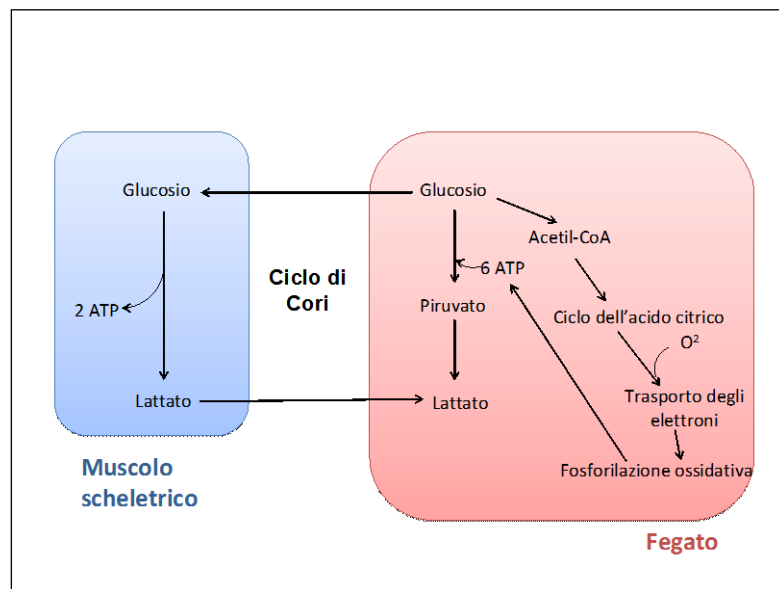 Glucosio
Glucosio
Acetil-CoA
6 ATP
Ciclo di
Cori
2 ATP
Piruvato
Ciclo dell'acido citrico
O²
Lattato
Lattato
Trasporto degli
elettroni
Fosforilazione ossidativa
Muscolo
scheletrico
Fegato